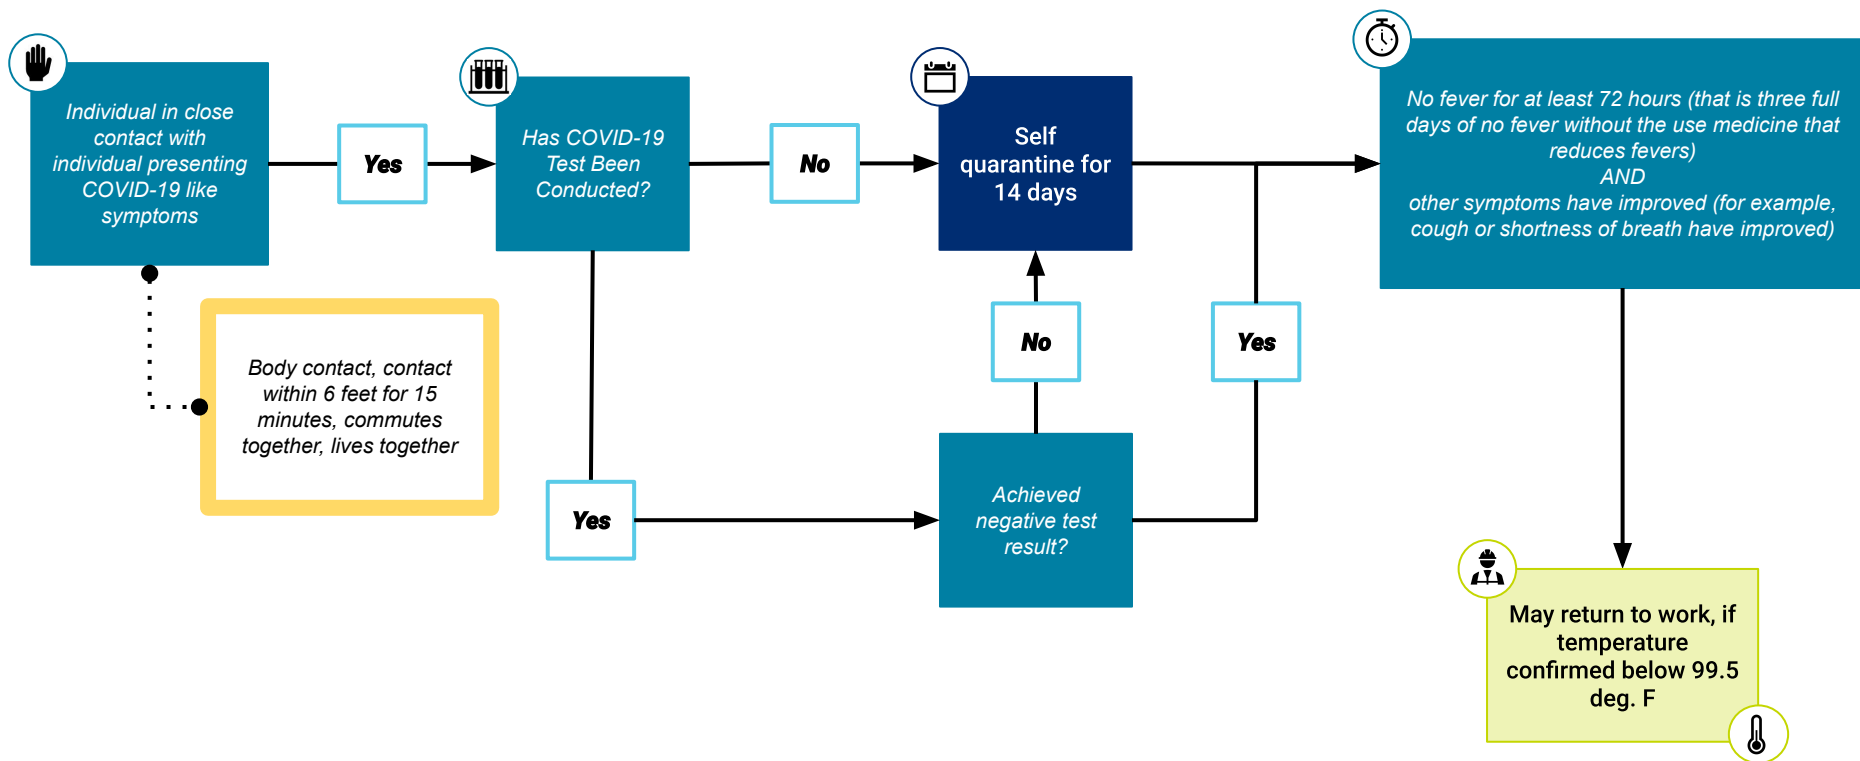 Individual in close
contact with
individual presenting
COVID-19 like
symptoms
Yes
Has COVID-19
Test Been
Conducted?
No
Self
quarantine for
14 days
No fever for at least 72 hours (that is three full
days of no fever without the use medicine that
reduces fevers)
AND
other symptoms have improved (for example,
cough or shortness of breath have improved)
Body contact, contact
within 6 feet for 15
minutes, commutes
together, lives together
No
Yes
Yes
Achieved
negative test
result?
May return to work, if
temperature
confirmed below 99.5
deg. F